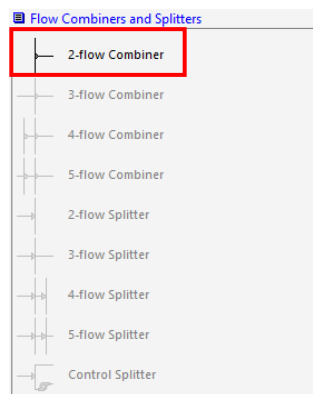 Flow Combiners and Splitters
2-flow Combiner
3-flow Combiner
4-flow Combiner
5-flow Combiner
2-flow Splitter
3-flow Splitter
4-flow Splitter
5-flow Splitter
Control Splitter